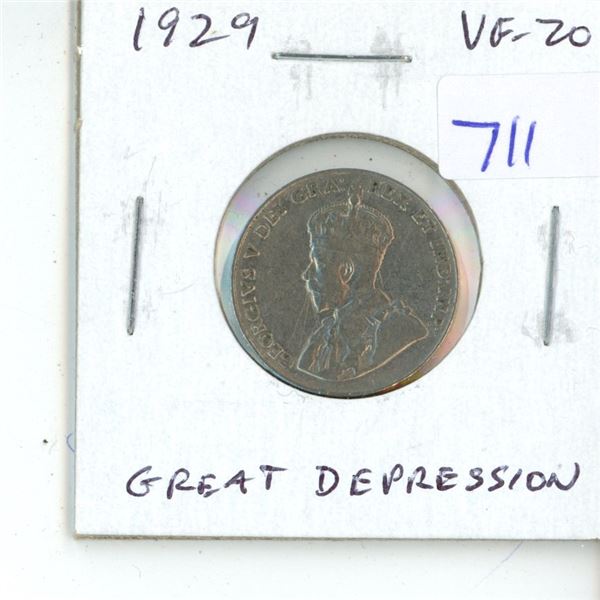 1929 VF-20
711
GEORGIVS V DEI GRA: REX ET IND:IMP:
GREAT DEPRESSION